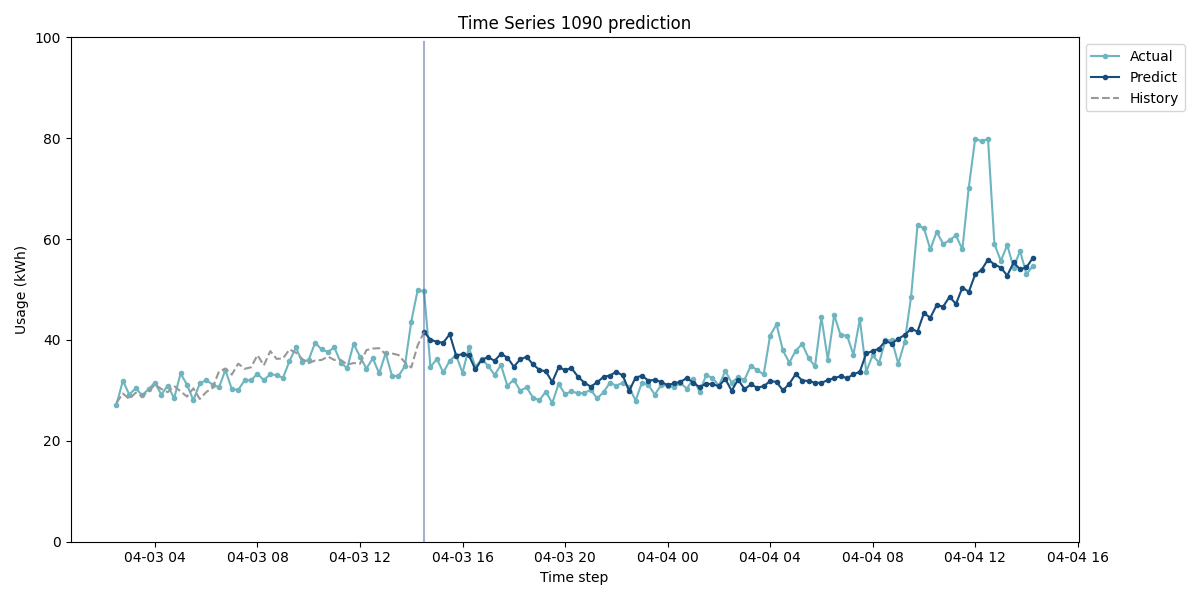 Time Series 1090 prediction
Usage (kWh)
100
80
60
40
20
0
04-03 04
04-03 08
04-03 12
04-03 16
04-03 20
04-04 00
04-04 04
04-04 08
04-04 12
04-04 16
Time step
Actual
Predict
History